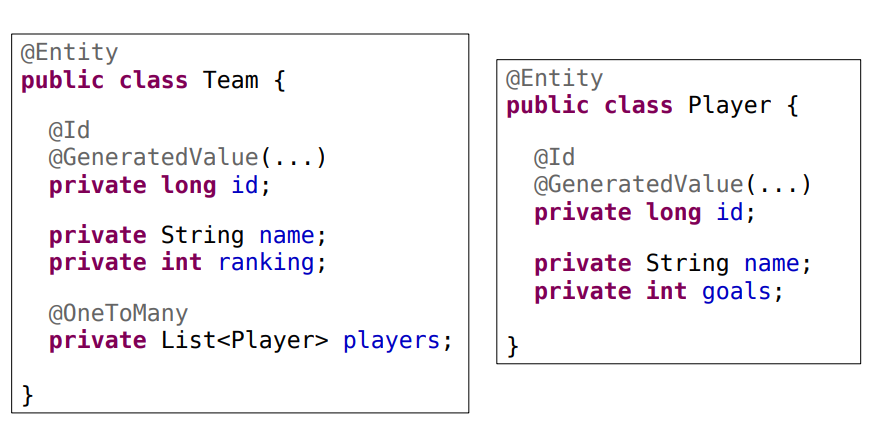 @Entity
public class Team {
@Id
@GeneratedValue(...)
private long id;
private String name;
private int ranking;
@OneToMany
private List<Player> players;
}
@Entity
public class Player {
@Id
@GeneratedValue(...)
private long id;
private String name;
private int goals;
}